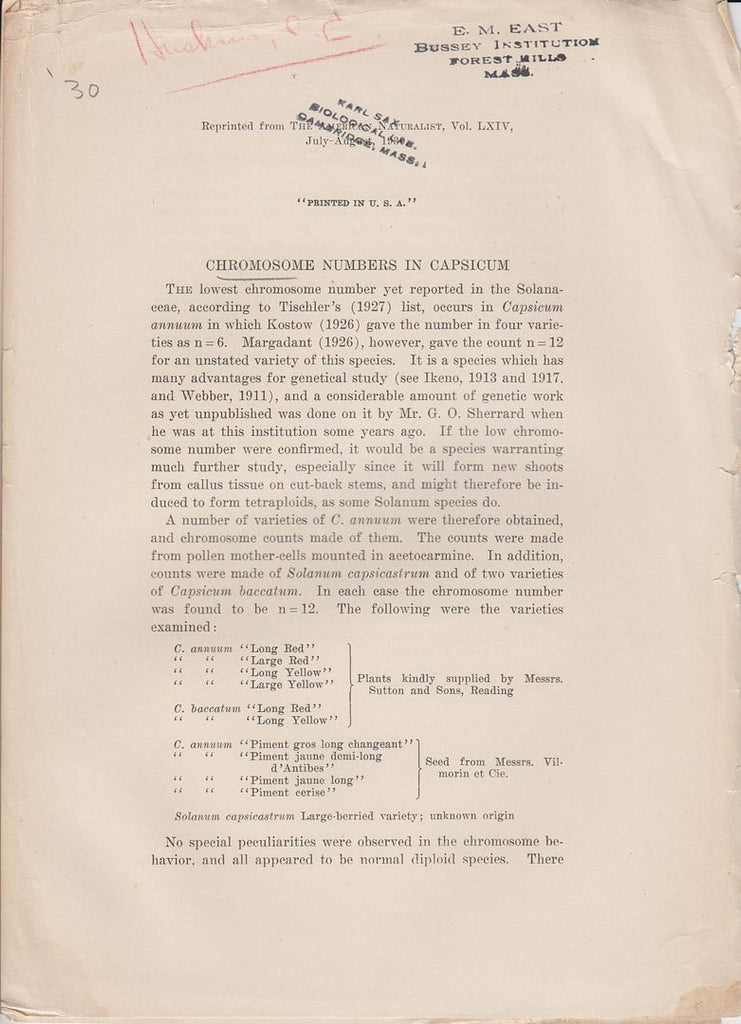 Huskins, C. L.
E. M. EAST
BUSSEY INSTITUTION
FOREST HILLS
MASS.
'30
KARL SAX
BIOLOGICAL LAB.
CAMBRIDGE, MASS.
Reprinted from THE AMERICAN NATURALIST, Vol. LXIV,
July-August, 1930.
"PRINTED IN U. S. A."
CHROMOSOME NUMBERS IN CAPSICUM
THE lowest chromosome number yet reported in the Solana-
ceae, according to Tischler's (1927) list, occurs in Capsicum
annuum in which Kostow (1926) gave the number in four varie-
ties as n = 6. Margadant (1926), however, gave the count n = 12
for an unstated variety of this species. It is a species which has
many advantages for genetical study (see Ikeno, 1913 and 1917,
and Webber, 1911), and a considerable amount of genetic work
as yet unpublished was done on it by Mr. G. O. Sherrard when
he was at this institution some years ago. If the low chromo-
some number were confirmed, it would be a species warranting
much further study, especially since it will form new shoots
from callus tissue on cut-back stems, and might therefore be in-
duced to form tetraploids, as some Solanum species do.
A number of varieties of C. annuum were therefore obtained,
and chromosome counts made of them. The counts were made
from pollen mother-cells mounted in acetocarmine. In addition,
counts were made of Solanum capsicastrum and of two varieties
of Capsicum baccatum. In each case the chromosome number
was found to be n = 12. The following were the varieties
examined:
C. annuum "Long Red"
" " "Large Red"
" " "Long Yellow"
" " "Large Yellow"
C. baccatum "Long Red"
" " "Long Yellow"
Plants kindly supplied by Messrs.
Sutton and Sons, Reading
C. annuum "Piment gros long changeant"
" " "Piment jaune demi-long
d'Antibes"
" " "Piment jaune long"
" " "Piment cerise"
Seed from Messrs. Vil-
morin et Cie.
Solanum capsicastrum Large-berried variety; unknown origin
No special peculiarities were observed in the chromosome be-
havior, and all appeared to be normal diploid species. There